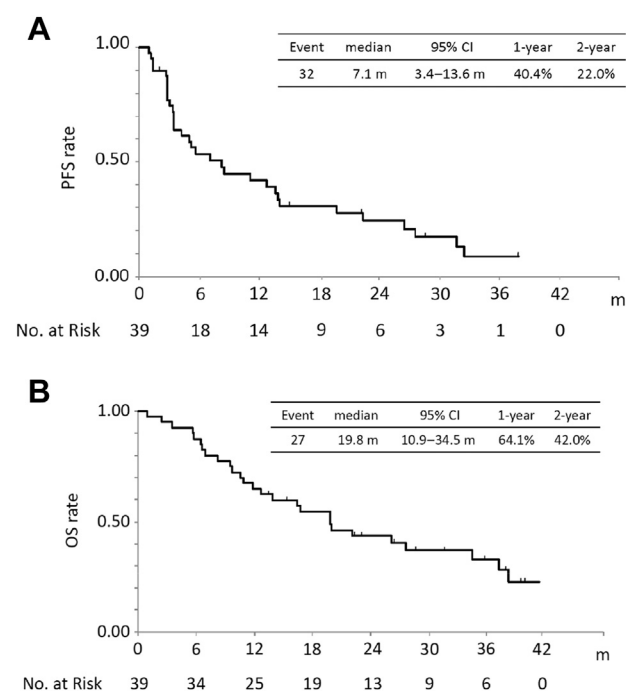 A
Event median 95% CI 1-year 2-year
32 7.1 m 3.4–13.6 m 40.4% 22.0%
1.00
0.50
0.00
PFS rate
0 6 12 18 24 30 36 42 m
No. at Risk 39 18 14 9 6 3 1 0
B
Event median 95% CI 1-year 2-year
27 19.8 m 10.9–34.5 m 64.1% 42.0%
1.00
0.50
0.00
OS rate
0 6 12 18 24 30 36 42 m
No. at Risk 39 34 25 19 13 9 6 0